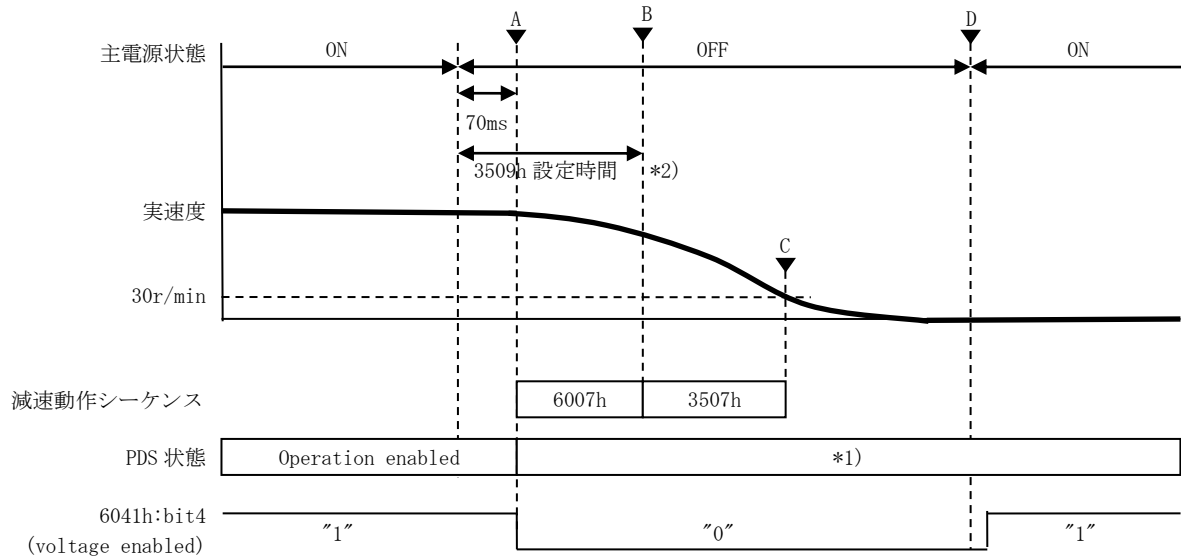 A B D
主電源状態 ON OFF ON
70ms
3509h 設定時間 *2)
実速度
C
30r/min
減速動作シーケンス 6007h 3507h
PDS 状態 Operation enabled *1)
6041h:bit4
(voltage enabled) "1" "0" "1"